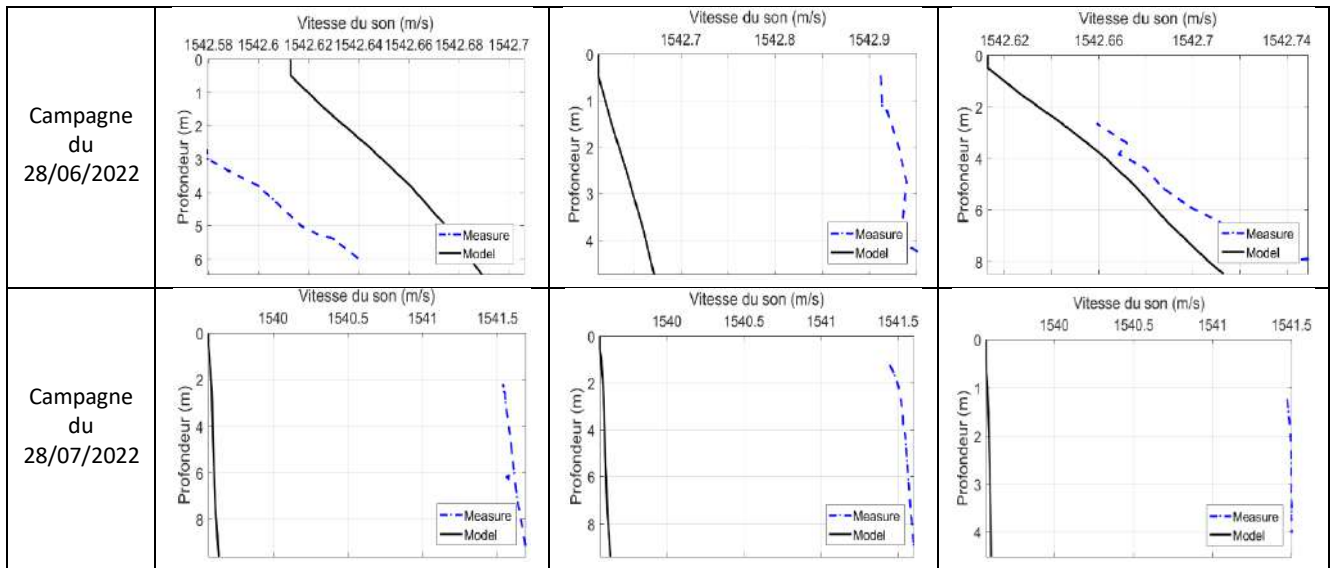 Campagne
du
28/06/2022
Vitesse du son (m/s)
1542.58 1542.6 1542.62 1542.64 1542.66 1542.68 1542.7
0
1
2
3
4
5
6
Profondeur (m)
Measure
Model
Vitesse du son (m/s)
1542.7 1542.8 1542.9
0
1
2
3
4
Profondeur (m)
Measure
Model
Vitesse du son (m/s)
1542.62 1542.66 1542.7 1542.74
0
2
4
6
8
Profondeur (m)
Measure
Model
Campagne
du
28/07/2022
Vitesse du son (m/s)
1540 1540.5 1541 1541.5
0
2
4
6
8
Profondeur (m)
Measure
Model
Vitesse du son (m/s)
1540 1540.5 1541 1541.5
0
2
4
6
8
Profondeur (m)
Measure
Model
Vitesse du son (m/s)
1540 1540.5 1541 1541.5
0
1
2
3
4
Profondeur (m)
Measure
Model